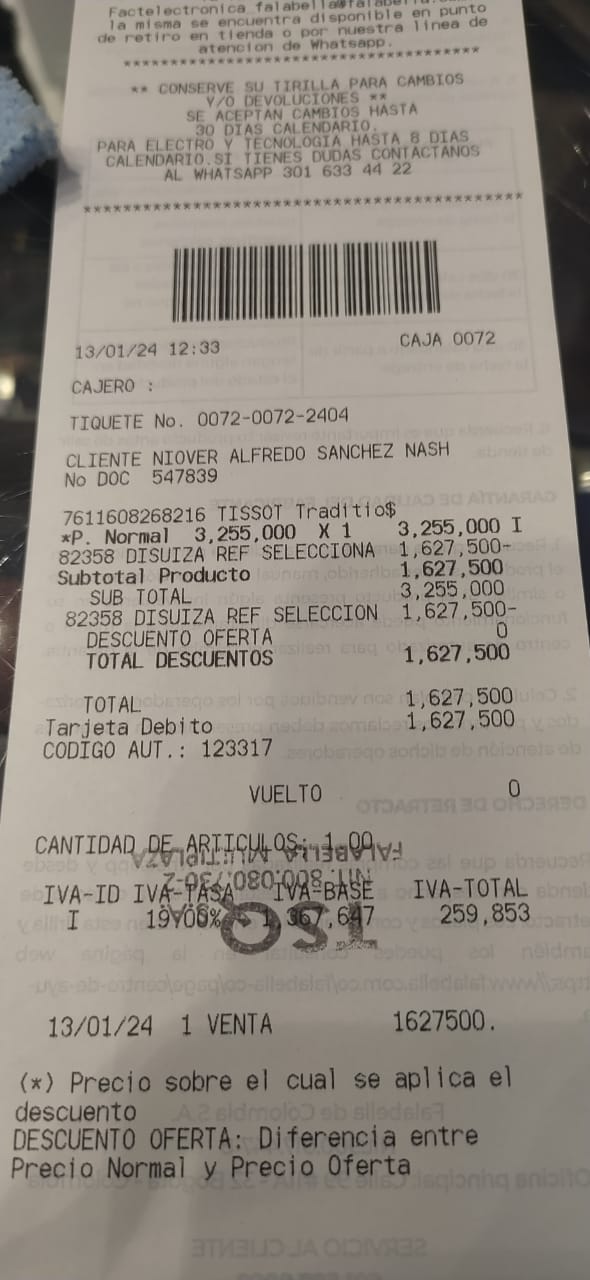 Factelectronica_falabella@falabella.co
la misma se encuentra disponible en punto
de retiro en tienda o por nuestra linea de
atencion de Whatsapp.
*****************************************
** CONSERVE SU TIRILLA PARA CAMBIOS
Y/O DEVOLUCIONES **
SE ACEPTAN CAMBIOS HASTA
30 DIAS CALENDARIO.
PARA ELECTRO Y TECNOLOGIA HASTA 8 DIAS
CALENDARIO.SI TIENES DUDAS CONTACTANOS
AL WHATSAPP 301 633 44 22
*****************************************
13/01/24 12:33 CAJA 0072
CAJERO :
TIQUETE No. 0072-0072-2404
CLIENTE NIOVER ALFREDO SANCHEZ NASH
No DOC 547839
7611608268216 TISSOT Traditio$
*P. Normal 3,255,000 X 1 3,255,000 I
82358 DISUIZA REF SELECCIONA 1,627,500-
Subtotal Producto 1,627,500
SUB TOTAL 3,255,000
82358 DISUIZA REF SELECCION 1,627,500-
DESCUENTO OFERTA 0
TOTAL DESCUENTOS 1,627,500
TOTAL 1,627,500
Tarjeta Debito 1,627,500
CODIGO AUT.: 123317
VUELTO 0
CANTIDAD DE ARTICULOS: 1.00
FALABELLA MULTIPLAZA
NIT: 800.080.730-2
IVA-ID IVA-TASA IVA-BASE IVA-TOTAL
I 19.00% 1,367,647 259,853
13/01/24 1 VENTA 1627500.
(*) Precio sobre el cual se aplica el
descuento
DESCUENTO OFERTA: Diferencia entre
Precio Normal y Precio Oferta